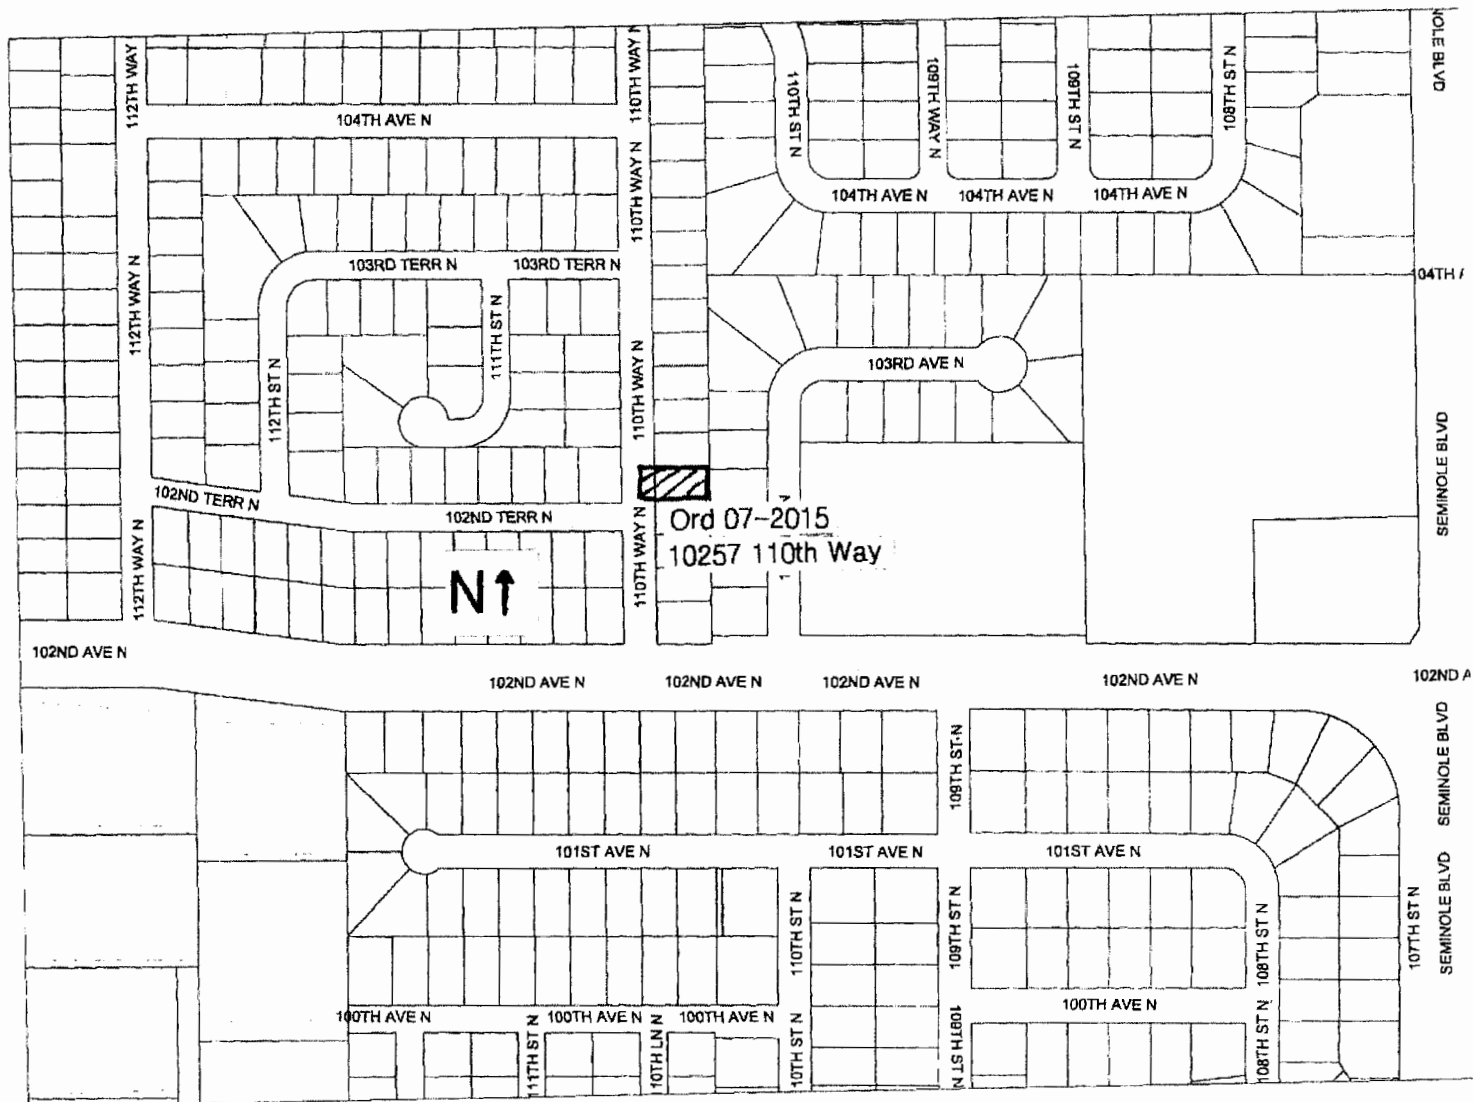 112TH WAY
110TH WAY N
104TH AVE N
110TH ST N
109TH WAY N
109TH ST N
108TH ST N
NOLE BLVD
110TH WAY N
104TH AVE N
104TH AVE N
104TH AVE N
103RD TERR N
103RD TERR N
04TH
112TH WAY N
111TH ST N
112TH ST N
110TH WAY N
103RD AVE N
SEMINOLE BLVD
102ND TERR N
102ND TERR N
112TH WAY N
110TH WAY N
Ord 07-2015
10257 110th Way
N↑
102ND AVE N
102ND AVE N
102ND AVE N
102ND AVE N
102ND AVE N
102ND A
109TH ST N
SEMINOLE BLVD
101ST AVE N
101ST AVE N
101ST AVE N
110TH ST N
109TH ST N
108TH ST N
107TH ST N
SEMINOLE BLVD
100TH AVE N
100TH AVE N
100TH AVE N
100TH AVE N
111TH ST N
10TH LN N
10TH ST N
109TH ST N
108TH ST N